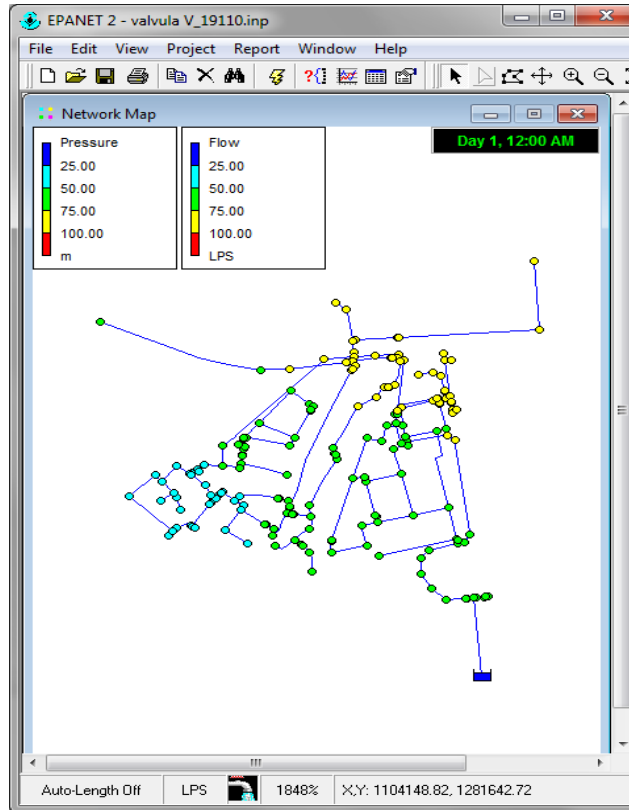 EPANET 2 - valvula V_19110.inp
File Edit View Project Report Window Help
Network Map
Day 1, 12:00 AM
Pressure
25.00
50.00
75.00
100.00
m
Flow
25.00
50.00
75.00
100.00
LPS
Auto-Length Off LPS 1848% X,Y: 1104148.82, 1281642.72